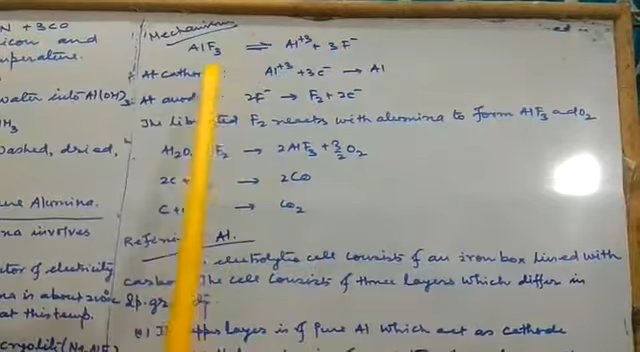 N + 3CO
icon and
perature.
water into Al(OH)3
H3
washed, dried,
ure Alumina.
na involves
tor of electricity
na is about 2000c
at this temp.
cryolite (Na3AlF6)
Mechanism
AlF3 ⇌ Al+3 + 3F-
At cathode: Al+3 + 3e- → Al
At anode: 2F- → F2 + 2e-
The liberated F2 reacts with alumina to form AlF3 and O2
Al2O F2 → 2AlF3 + 3/2 O2
2C + → 2CO
C + → CO2
Refining Al.
electrolytic cell consists of an iron box lined with
carbon. The cell consists of three layers which differ in
sp.gravity.
(1) The upper layer is of pure Al which act as cathode